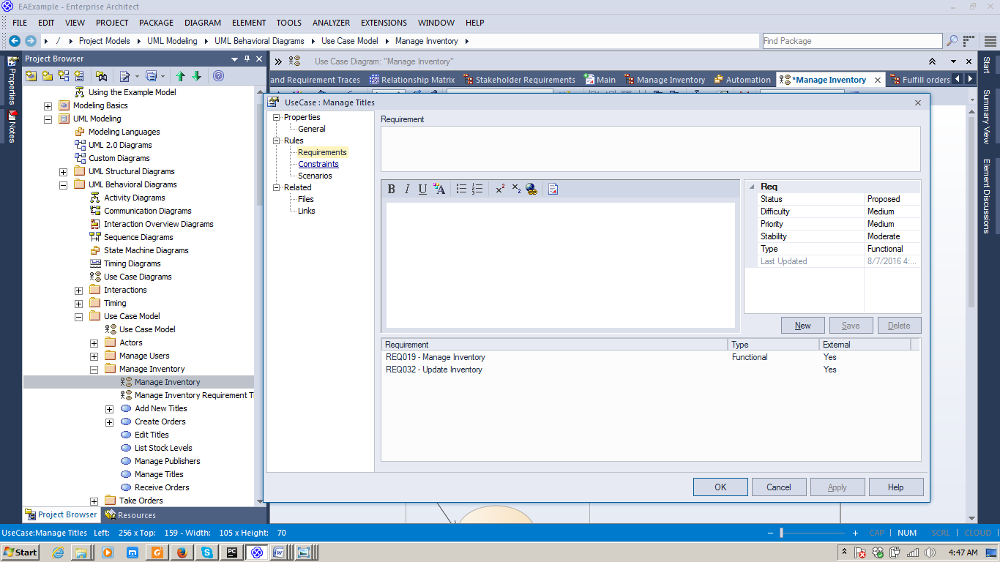 EAExample - Enterprise Architect
FILE EDIT VIEW PROJECT PACKAGE DIAGRAM ELEMENT TOOLS ANALYZER EXTENSIONS WINDOW HELP
/ Project Models UML Modeling UML Behavioral Diagrams Use Case Model Manage Inventory Find Package
Project Browser
Use Case Diagram: "Manage Inventory"
and Requirement Traces Relationship Matrix Stakeholder Requirements Main Manage Inventory Automation *Manage Inventory Fulfill orders
Properties
Notes
Start
Summary View
Element Discussions
Using the Example Model
Modeling Basics
UML Modeling
Modeling Languages
UML 2.0 Diagrams
Custom Diagrams
UML Structural Diagrams
UML Behavioral Diagrams
Activity Diagrams
Communication Diagrams
Interaction Overview Diagrams
Sequence Diagrams
State Machine Diagrams
Timing Diagrams
Use Case Diagrams
Interactions
Timing
Use Case Model
Use Case Model
Actors
Manage Users
Manage Inventory
Manage Inventory
Manage Inventory Requirement T
Add New Titles
Create Orders
Edit Titles
List Stock Levels
Manage Publishers
Manage Titles
Receive Orders
Take Orders
Project Browser Resources
UseCase : Manage Titles
Properties
General
Rules
Requirements
Constraints
Scenarios
Related
Files
Links
Requirement
B I U A x² x₂
Req
Status Proposed
Difficulty Medium
Priority Medium
Stability Moderate
Type Functional
Last Updated 8/7/2016 4:...
New Save Delete
Requirement Type External
REQ019 - Manage Inventory Functional Yes
REQ032 - Update Inventory Yes
OK Cancel Apply Help
UseCase:Manage Titles Left: 256 x Top: 159 - Width: 105 x Height: 70 CAP NUM SCRL CLOUD
Start 4:47 AM